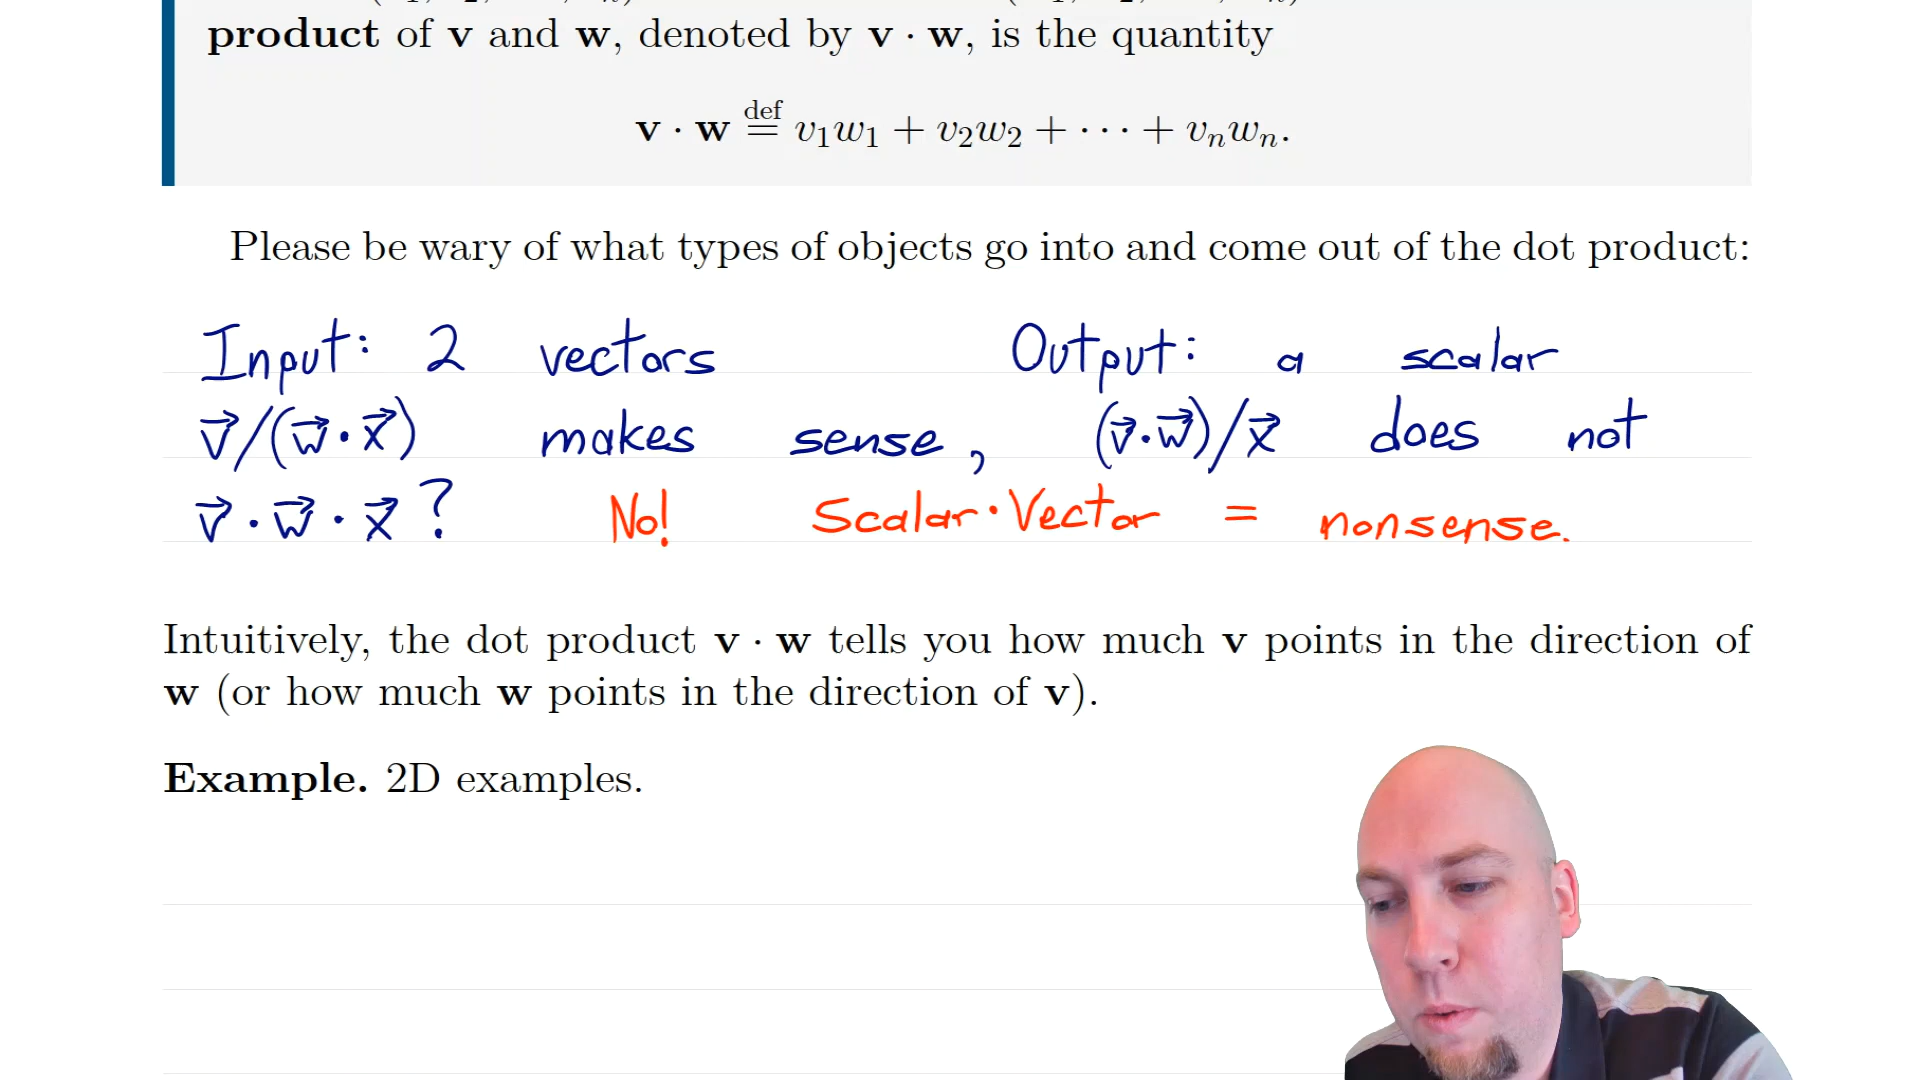 product of v and w, denoted by v · w, is the quantity
v · w def= v₁w₁ + v₂w₂ + · · · + vₙwₙ.
Please be wary of what types of objects go into and come out of the dot product:
Input: 2 vectors Output: a scalar
v⃗/(w⃗·x⃗) makes sense, (v⃗·w⃗)/x⃗ does not
v⃗·w⃗·x⃗? No! Scalar·Vector = nonsense.
Intuitively, the dot product v · w tells you how much v points in the direction of
w (or how much w points in the direction of v).
Example. 2D examples.